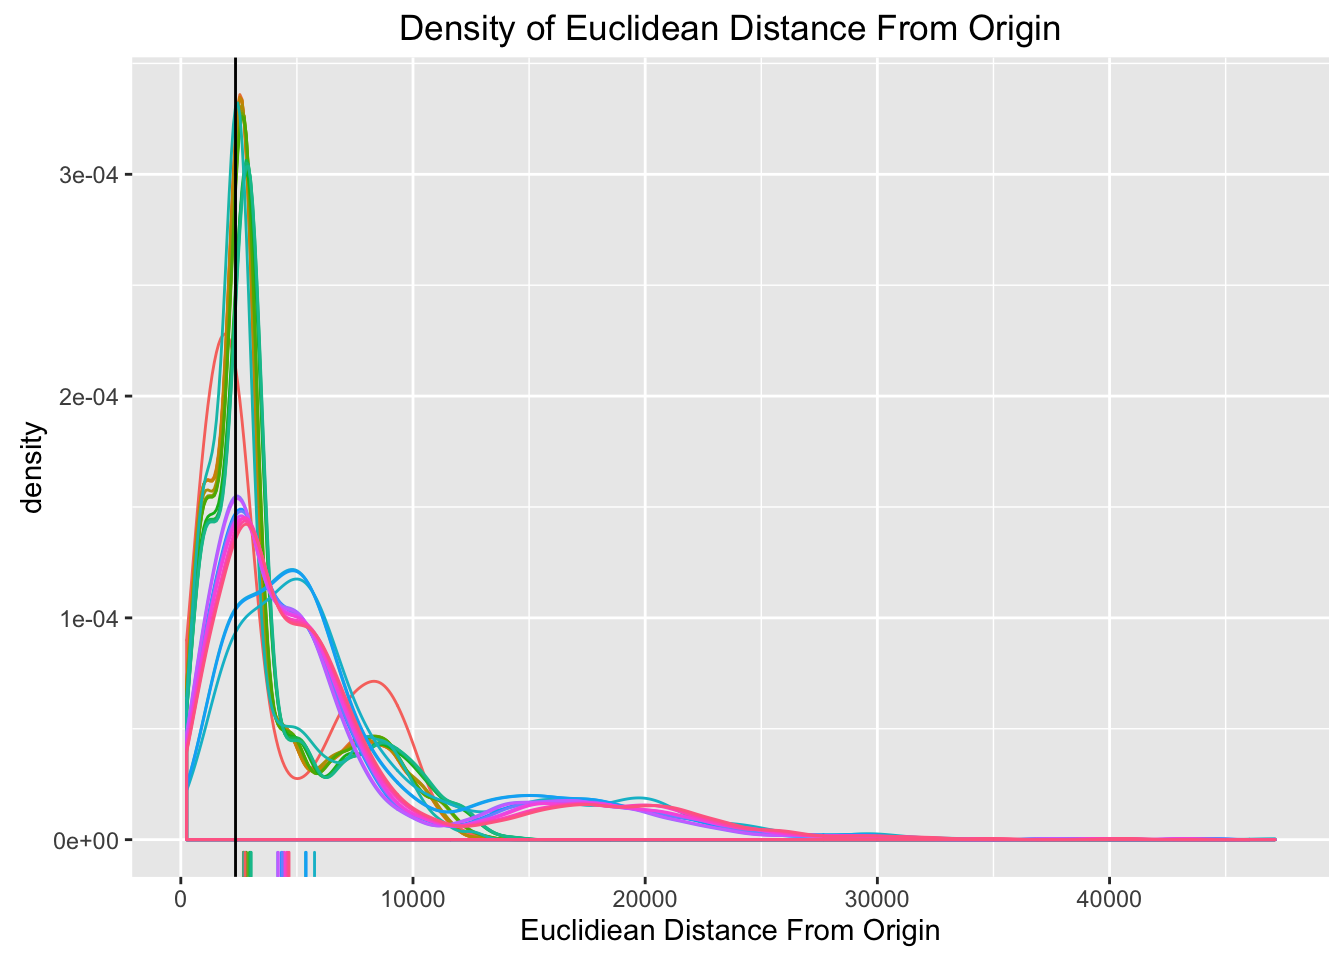 Density of Euclidean Distance From Origin
density
3e-04
2e-04
1e-04
0e+00
0 10000 20000 30000 40000
Euclidiean Distance From Origin